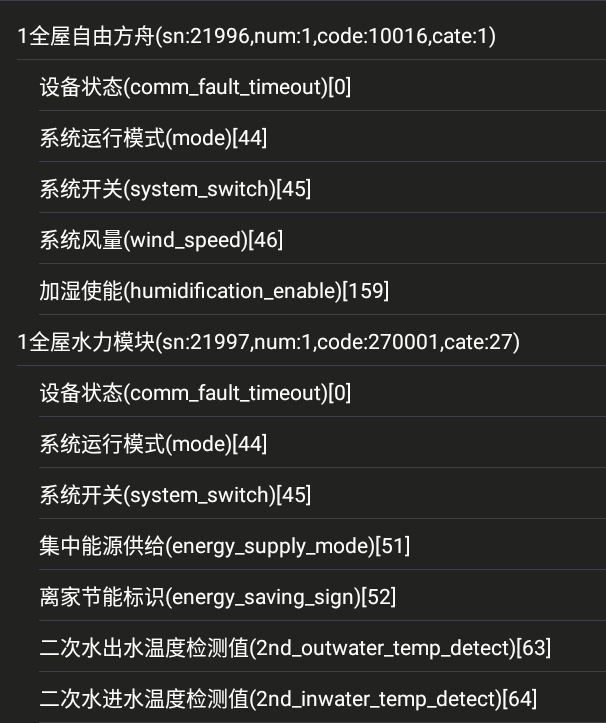 1全屋自由方舟(sn:21996,num:1,code:10016,cate:1)
设备状态(comm_fault_timeout)[0]
系统运行模式(mode)[44]
系统开关(system_switch)[45]
系统风量(wind_speed)[46]
加湿使能(humidification_enable)[159]
1全屋水力模块(sn:21997,num:1,code:270001,cate:27)
设备状态(comm_fault_timeout)[0]
系统运行模式(mode)[44]
系统开关(system_switch)[45]
集中能源供给(energy_supply_mode)[51]
离家节能标识(energy_saving_sign)[52]
二次水出水温度检测值(2nd_outwater_temp_detect)[63]
二次水进水温度检测值(2nd_inwater_temp_detect)[64]